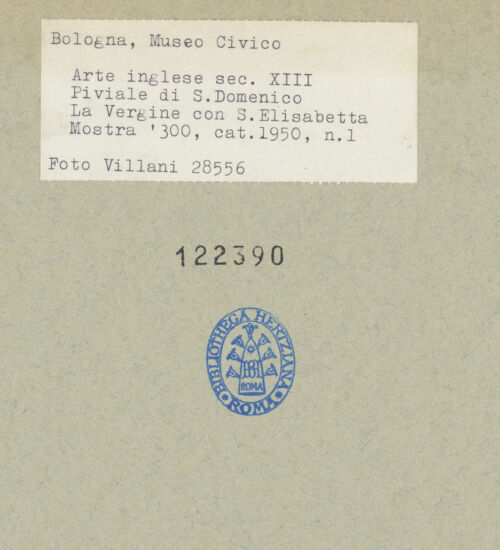 Bologna, Museo Civico
Arte inglese sec. XIII
Piviale di S.Domenico
La Vergine con S.Elisabetta
Mostra '300, cat.1950, n.1
Foto Villani 28556
122390
BIBLIOTHECA HERTZIANA
BH
ROMA
ROMA